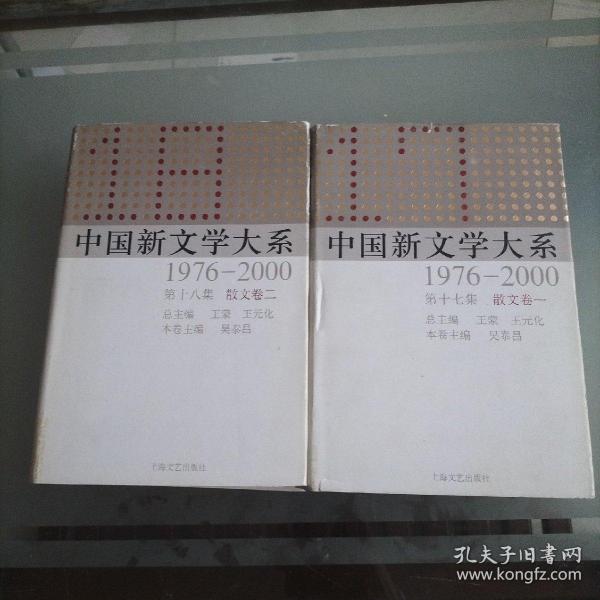 18
中国新文学大系
1976-2000
第十八集 散文卷二
总主编 王蒙 王元化
本卷主编 吴泰昌
上海文艺出版社
17
中国新文学大系
1976-2000
第十七集 散文卷一
总主编 王蒙 王元化
本卷主编 吴泰昌
上海文艺出版社
孔夫子旧书网
www.kongfz.com